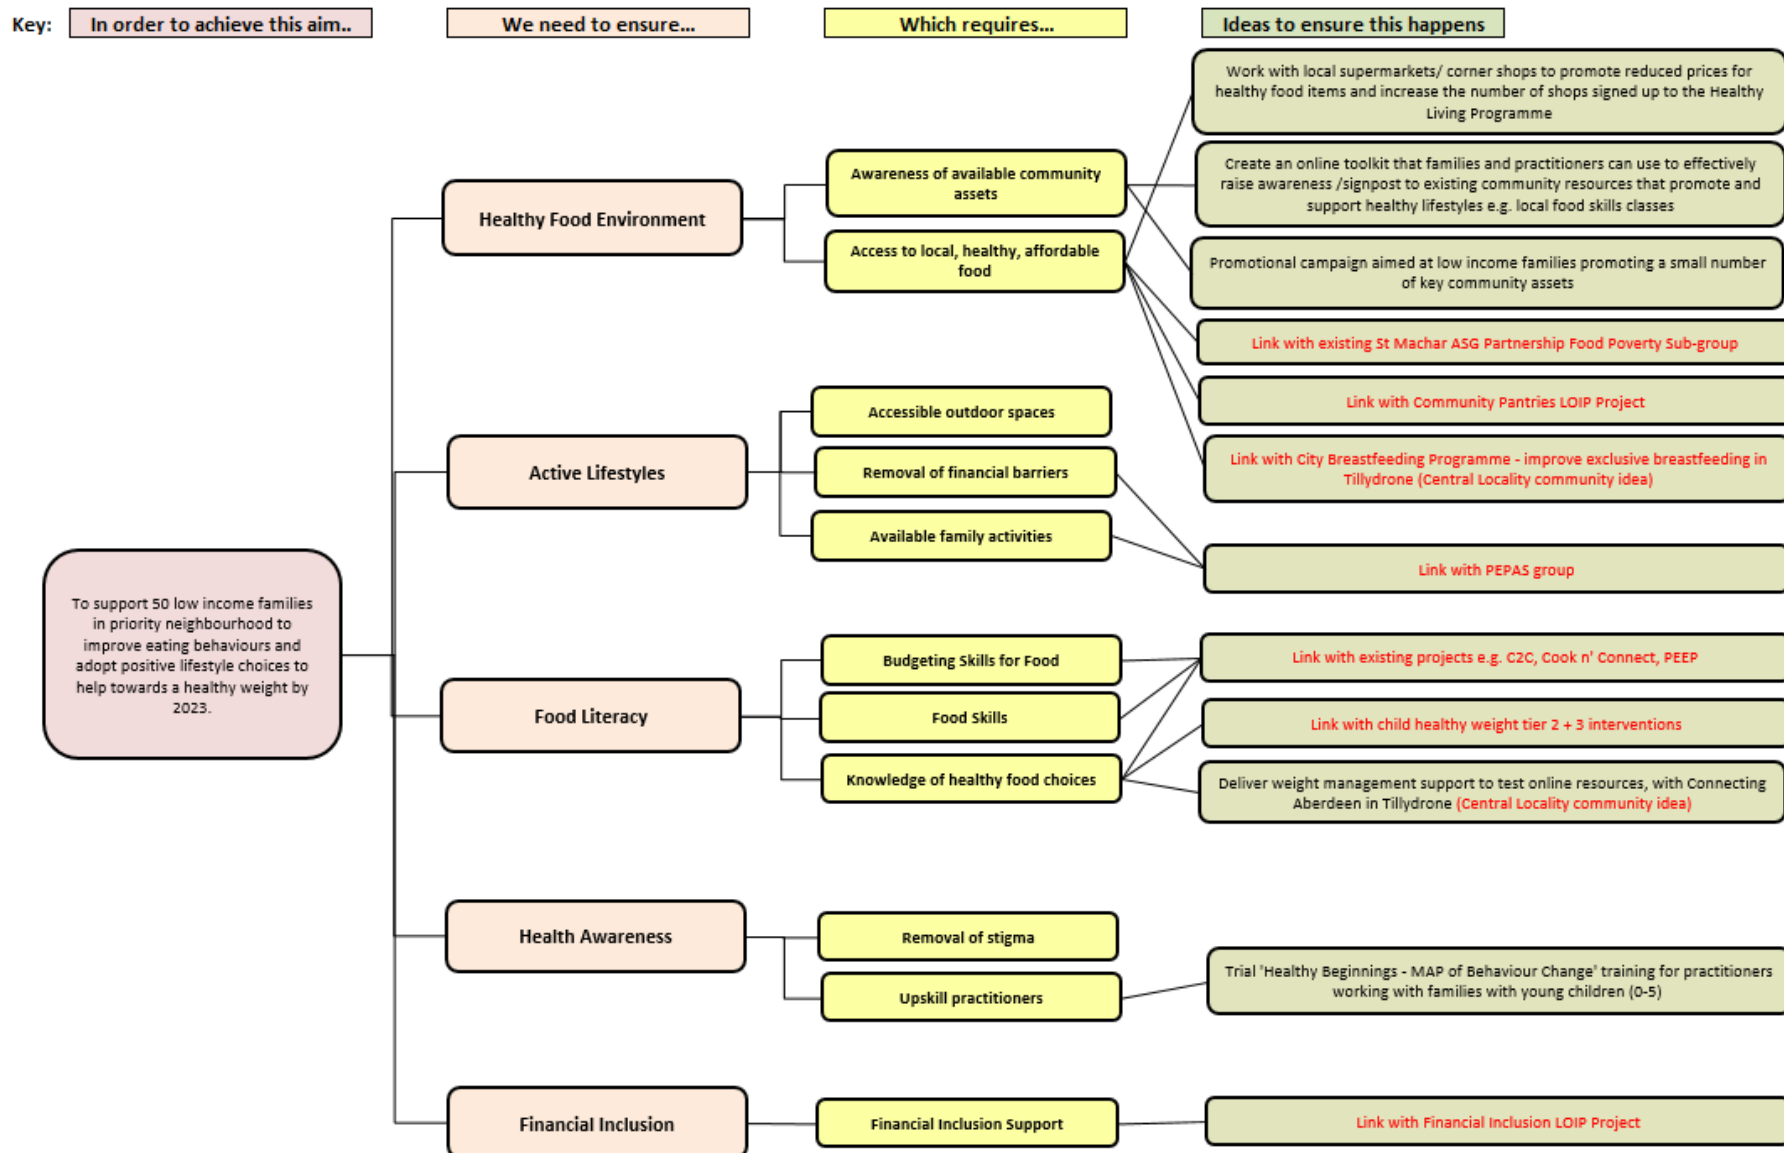 Key:
In order to achieve this aim..
We need to ensure...
Which requires...
Ideas to ensure this happens
To support 50 low income families
in priority neighbourhood to
improve eating behaviours and
adopt positive lifestyle choices to
help towards a healthy weight by
2023.
Healthy Food Environment
Active Lifestyles
Food Literacy
Health Awareness
Financial Inclusion
Awareness of available community
assets
Access to local, healthy, affordable
food
Accessible outdoor spaces
Removal of financial barriers
Available family activities
Budgeting Skills for Food
Food Skills
Knowledge of healthy food choices
Removal of stigma
Upskill practitioners
Financial Inclusion Support
Work with local supermarkets/ corner shops to promote reduced prices for
healthy food items and increase the number of shops signed up to the Healthy
Living Programme
Create an online toolkit that families and practitioners can use to effectively
raise awareness /signpost to existing community resources that promote and
support healthy lifestyles e.g. local food skills classes
Promotional campaign aimed at low income families promoting a small number
of key community assets
Link with existing St Machar ASG Partnership Food Poverty Sub-group
Link with Community Pantries LOIP Project
Link with City Breastfeeding Programme - improve exclusive breastfeeding in
Tillydrone (Central Locality community idea)
Link with PEPAS group
Link with existing projects e.g. C2C, Cook n' Connect, PEEP
Link with child healthy weight tier 2 + 3 interventions
Deliver weight management support to test online resources, with Connecting
Aberdeen in Tillydrone (Central Locality community idea)
Trial 'Healthy Beginnings - MAP of Behaviour Change' training for practitioners
working with families with young children (0-5)
Link with Financial Inclusion LOIP Project